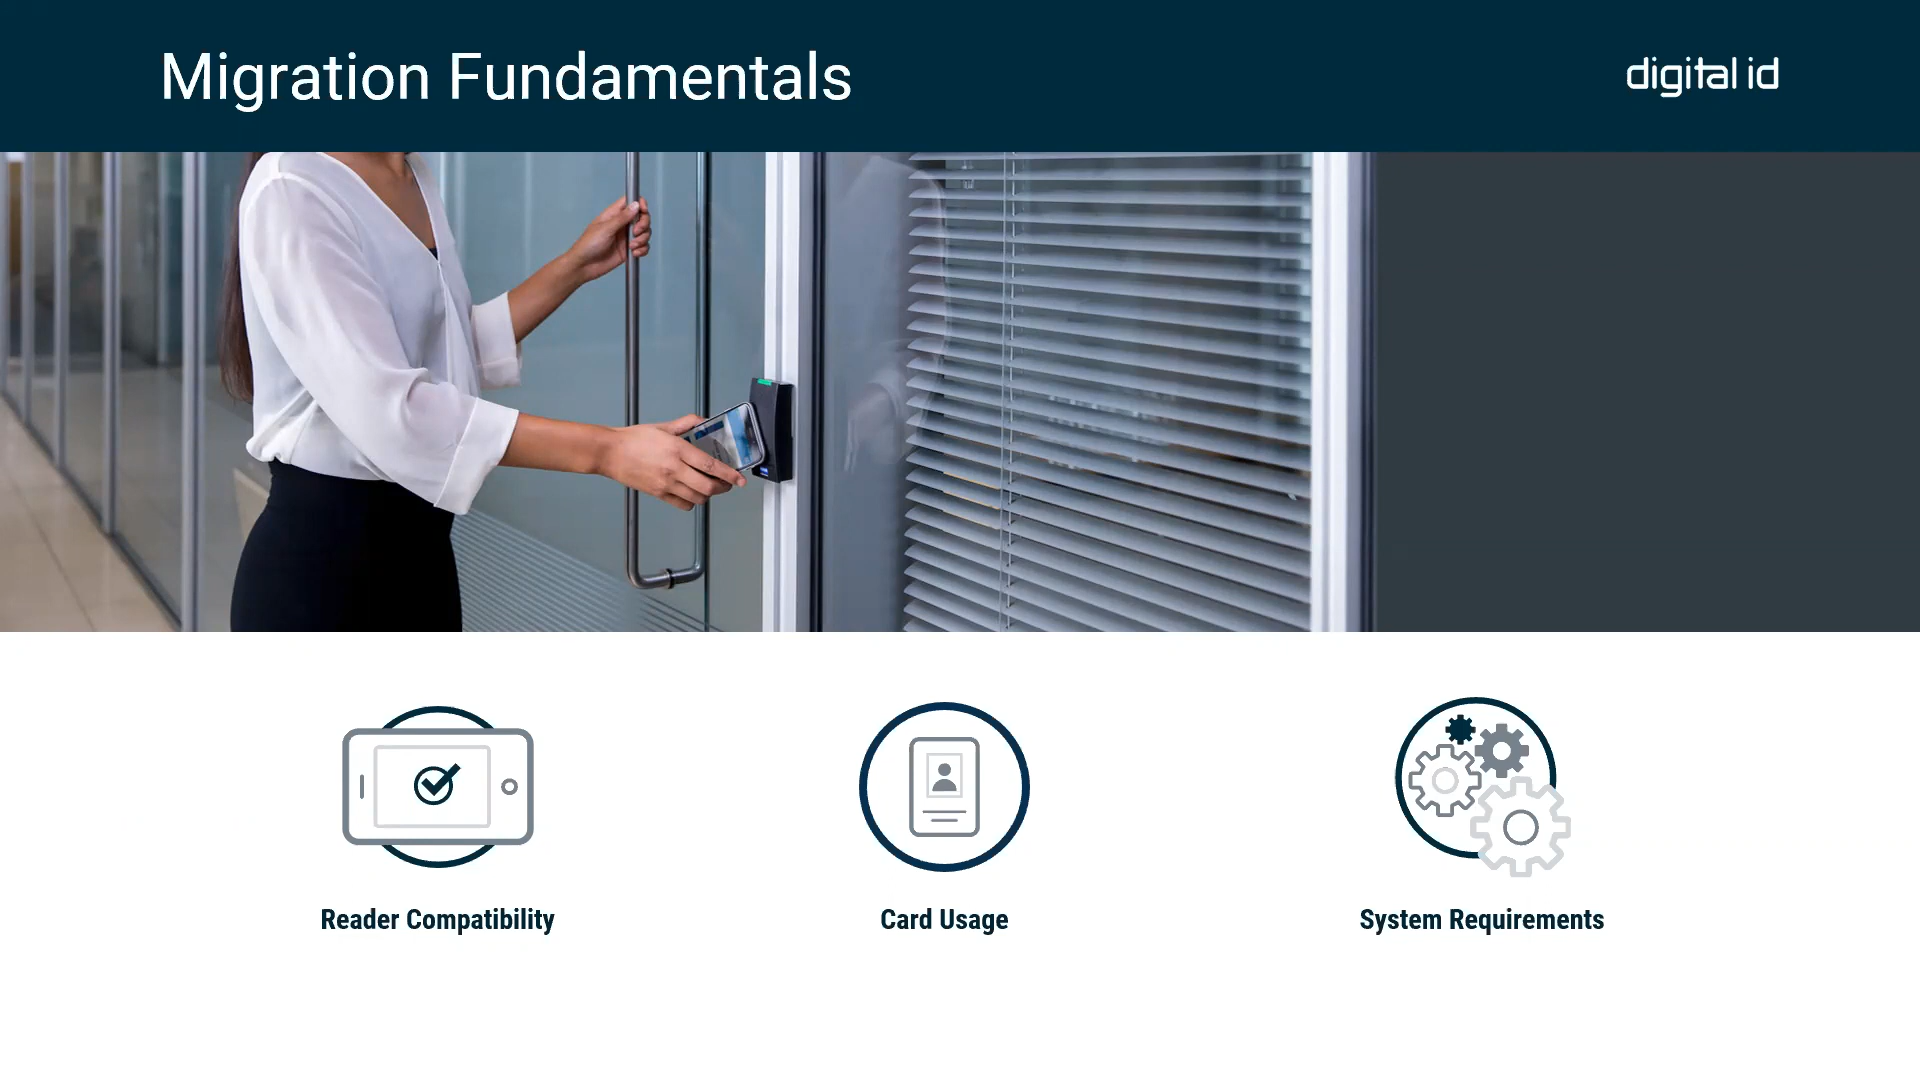 Migration Fundamentals
digital id
Reader Compatibility
Card Usage
System Requirements